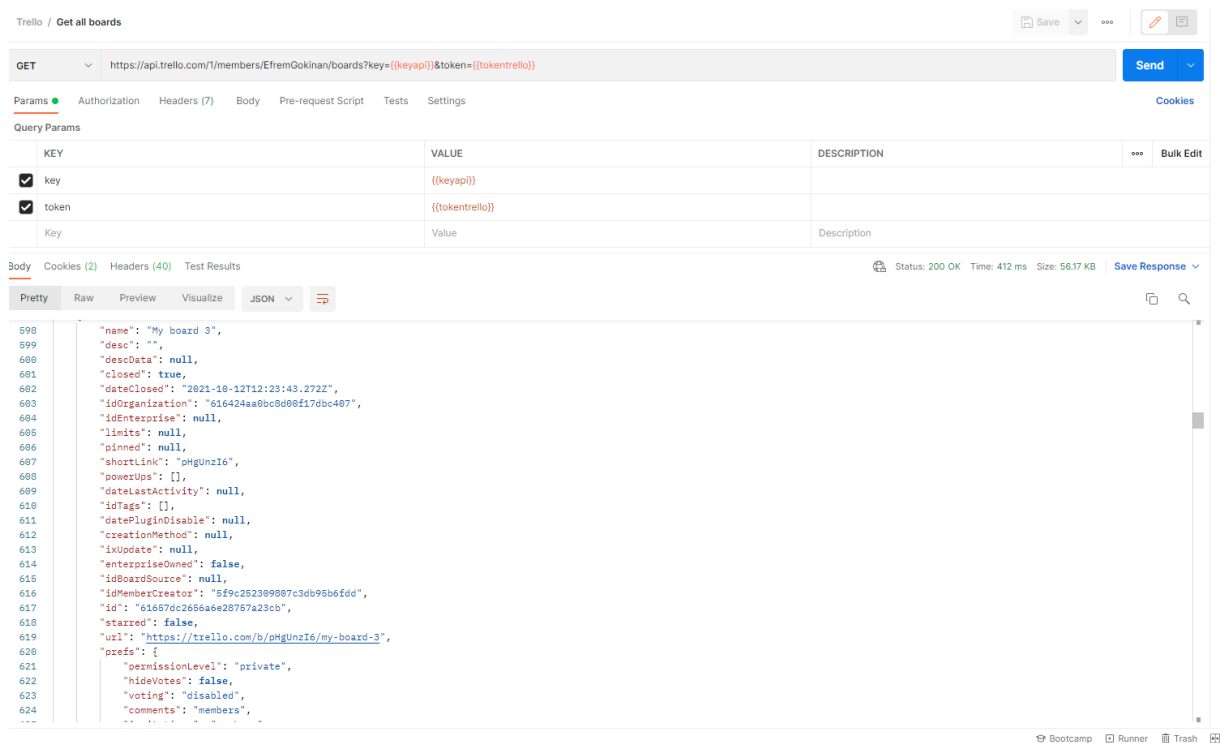 Trello / Get all boards
Save
GET https://api.trello.com/1/members/EfremGokinan/boards?key={{keyapi}}&token={{tokentrello}} Send
Params Authorization Headers (7) Body Pre-request Script Tests Settings Cookies
Query Params
KEY VALUE DESCRIPTION Bulk Edit
key {{keyapi}}
token {{tokentrello}}
Key Value Description
Body Cookies (2) Headers (40) Test Results Status: 200 OK Time: 412 ms Size: 56.17 KB Save Response
Pretty Raw Preview Visualize JSON
598 "name": "My board 3",
599 "desc": "",
600 "descData": null,
601 "closed": true,
602 "dateClosed": "2021-10-12T12:23:43.272Z",
603 "idOrganization": "616424aa0bc8d00f17dbc407",
604 "idEnterprise": null,
605 "limits": null,
606 "pinned": null,
607 "shortLink": "pHgUnzI6",
608 "powerUps": [],
609 "dateLastActivity": null,
610 "idTags": [],
611 "datePluginDisable": null,
612 "creationMethod": null,
613 "ixUpdate": null,
614 "enterpriseOwned": false,
615 "idBoardSource": null,
616 "idMemberCreator": "5f9c252309807c3db95b6fdd",
617 "id": "61657dc2656a6e28757a23cb",
618 "starred": false,
619 "url": "https://trello.com/b/pHgUnzI6/my-board-3",
620 "prefs": {
621 "permissionLevel": "private",
622 "hideVotes": false,
623 "voting": "disabled",
624 "comments": "members",
Bootcamp Runner Trash